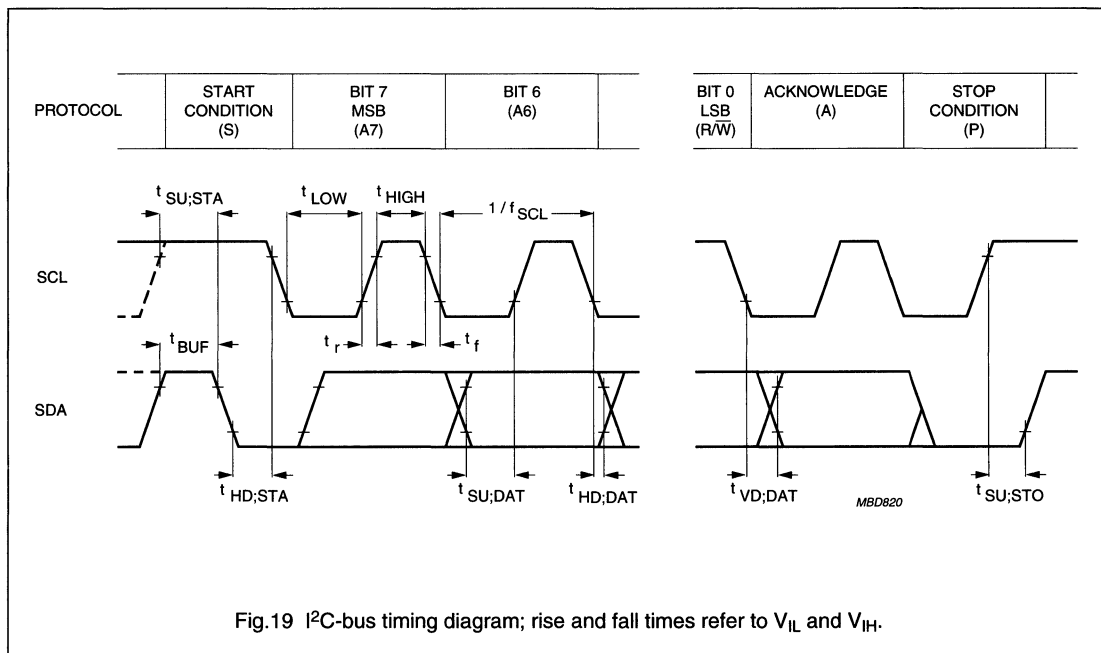 PROTOCOL
START
CONDITION
(S)
BIT 7
MSB
(A7)
BIT 6
(A6)
BIT 0
LSB
(R/W̅)
ACKNOWLEDGE
(A)
STOP
CONDITION
(P)
t SU;STA
t LOW
t HIGH
1 / f SCL
SCL
t BUF
t r
t f
SDA
t HD;STA
t SU;DAT
t HD;DAT
t VD;DAT
MBD820
t SU;STO
Fig.19 I²C-bus timing diagram; rise and fall times refer to VIL and VIH.